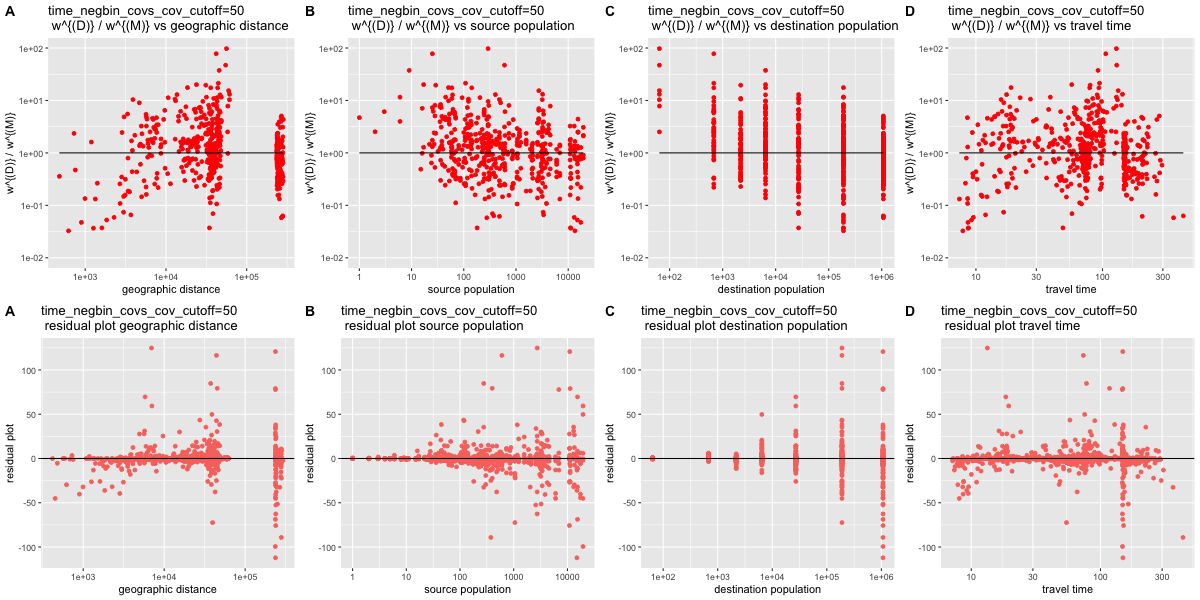 A
time_negbin_covs_cov_cutoff=50
w^{(D)} / w^{(M)} vs geographic distance
1e+02
1e+01
1e+00
1e-01
1e-02
w^{(D)} / w^{(M)}
1e+03
1e+04
1e+05
geographic distance
B
time_negbin_covs_cov_cutoff=50
w^{(D)} / w^{(M)} vs source population
1e+02
1e+01
1e+00
1e-01
1e-02
w^{(D)} / w^{(M)}
1
10
100
1000
10000
source population
C
time_negbin_covs_cov_cutoff=50
w^{(D)} / w^{(M)} vs destination population
1e+02
1e+01
1e+00
1e-01
1e-02
w^{(D)} / w^{(M)}
1e+02
1e+03
1e+04
1e+05
1e+06
destination population
D
time_negbin_covs_cov_cutoff=50
w^{(D)} / w^{(M)} vs travel time
1e+02
1e+01
1e+00
1e-01
1e-02
w^{(D)} / w^{(M)}
10
30
100
300
travel time
A
time_negbin_covs_cov_cutoff=50
residual plot geographic distance
100
50
0
-50
-100
residual plot
1e+03
1e+04
1e+05
geographic distance
B
time_negbin_covs_cov_cutoff=50
residual plot source population
100
50
0
-50
-100
residual plot
1
10
100
1000
10000
source population
C
time_negbin_covs_cov_cutoff=50
residual plot destination population
100
50
0
-50
-100
residual plot
1e+02
1e+03
1e+04
1e+05
1e+06
destination population
D
time_negbin_covs_cov_cutoff=50
residual plot travel time
100
50
0
-50
-100
residual plot
10
30
100
300
travel time